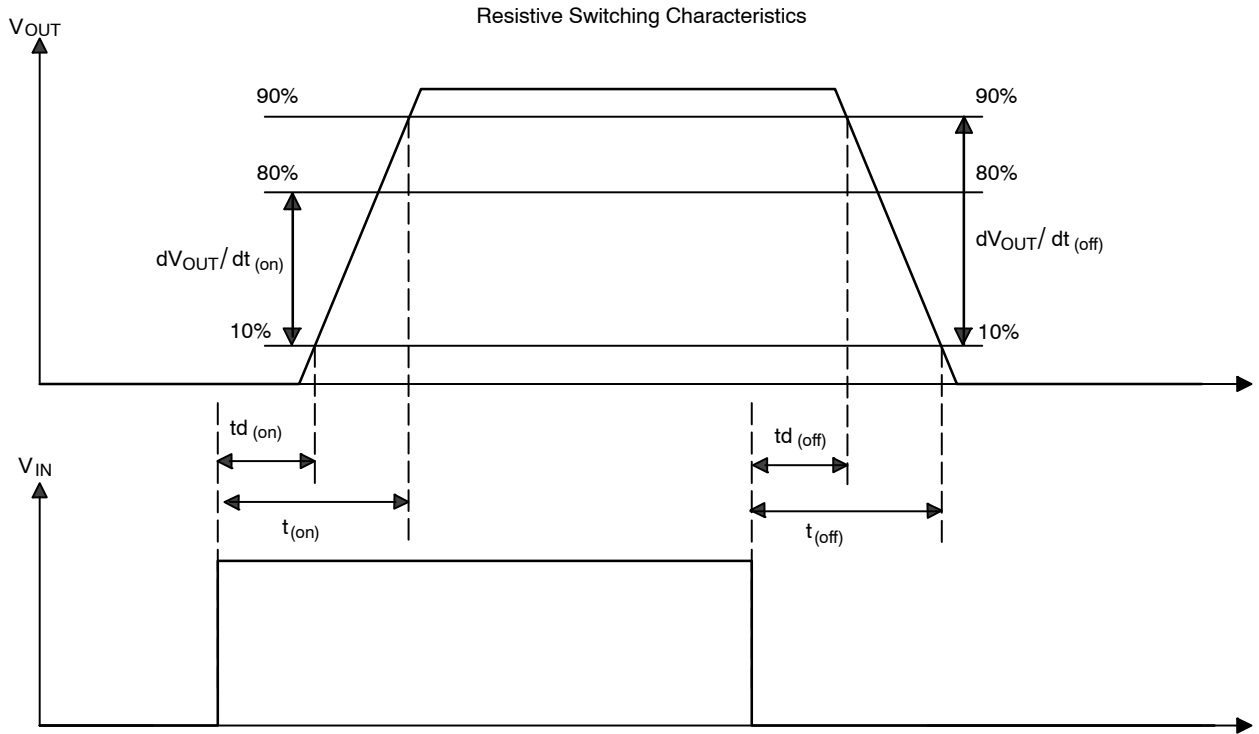 Resistive Switching Characteristics
VOUT
90%
90%
80%
80%
dVOUT/ dt (on)
dVOUT/ dt (off)
10%
10%
td (on)
td (off)
VIN
t(on)
t(off)